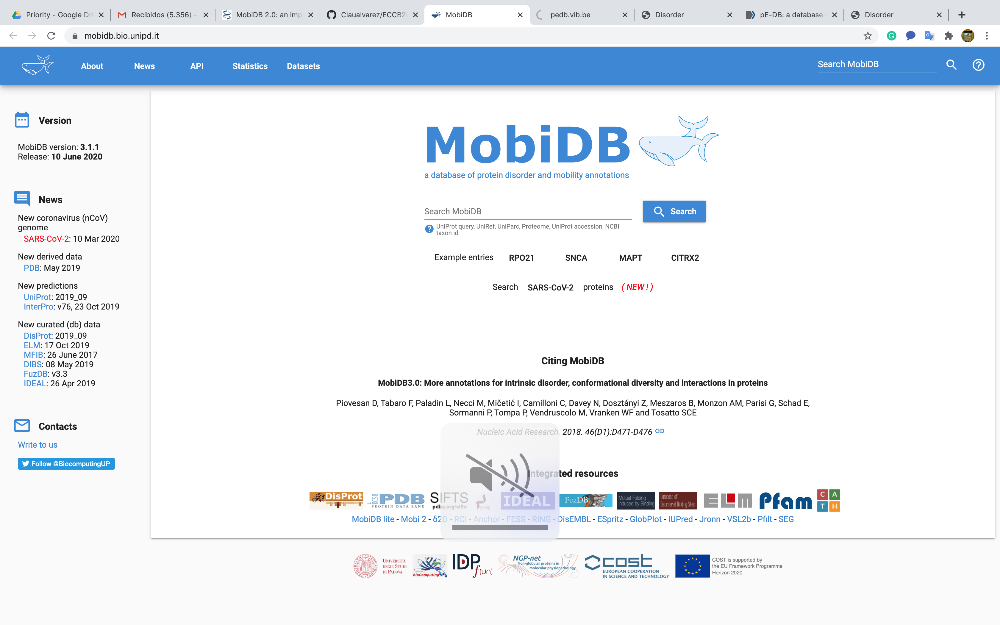 Priority - Google Dri
Recibidos (5.356) -
MobiDB 2.0: an imp
Claualvarez/ECCB20
MobiDB
pedb.vib.be
Disorder
pE-DB: a database
Disorder
mobidb.bio.unipd.it
About
News
API
Statistics
Datasets
Search MobiDB
Version
MobiDB version: 3.1.1
Release: 10 June 2020
News
New coronavirus (nCoV)
genome
SARS-CoV-2: 10 Mar 2020
New derived data
PDB: May 2019
New predictions
UniProt: 2019_09
InterPro: v76, 23 Oct 2019
New curated (db) data
DisProt: 2019_09
ELM: 17 Oct 2019
MFIB: 26 June 2017
DIBS: 08 May 2019
FuzDB: v3.3
IDEAL: 26 Apr 2019
Contacts
Write to us
Follow @BiocomputingUP
MobiDB
a database of protein disorder and mobility annotations
Search MobiDB
Search
UniProt query, UniRef, UniParc, Proteome, UniProt accession, NCBI
taxon id
Example entries RPO21 SNCA MAPT CITRX2
Search SARS-CoV-2 proteins ( NEW ! )
Citing MobiDB
MobiDB3.0: More annotations for intrinsic disorder, conformational diversity and interactions in proteins
Piovesan D, Tabaro F, Paladin L, Necci M, Mičetić I, Camilloni C, Davey N, Dosztányi Z, Meszaros B, Monzon AM, Parisi G, Schad E,
Sormanni P, Tompa P, Vendruscolo M, Vranken WF and Tosatto SCE
Nucleic Acid Research. 2018. 46(D1):D471-D476
Integrated resources
DisProt
RCSB
PDB
PROTEIN DATA BANK
SIFTS
pdbe.org/sifts
BMRB
IDEAL
FuzDB
Mutual Folding
Induced by Binding
Database of
Disordered Binding Sites
ELM
Pfam
CATH
MobiDB lite - Mobi 2 - δ2D - RCI - Anchor - FESS - RING - DisEMBL - ESpritz - GlobPlot - IUPred - Jronn - VSL2b - Pfilt - SEG
UNIVERSITÀ
DEGLI STUDI
DI PADOVA
BioComputing
IDP
f(un)
NGP-net
Non-globular proteins in
molecular physiopathology
cost
EUROPEAN COOPERATION
IN SCIENCE AND TECHNOLOGY
COST is supported by
the EU Framework Programme
Horizon 2020